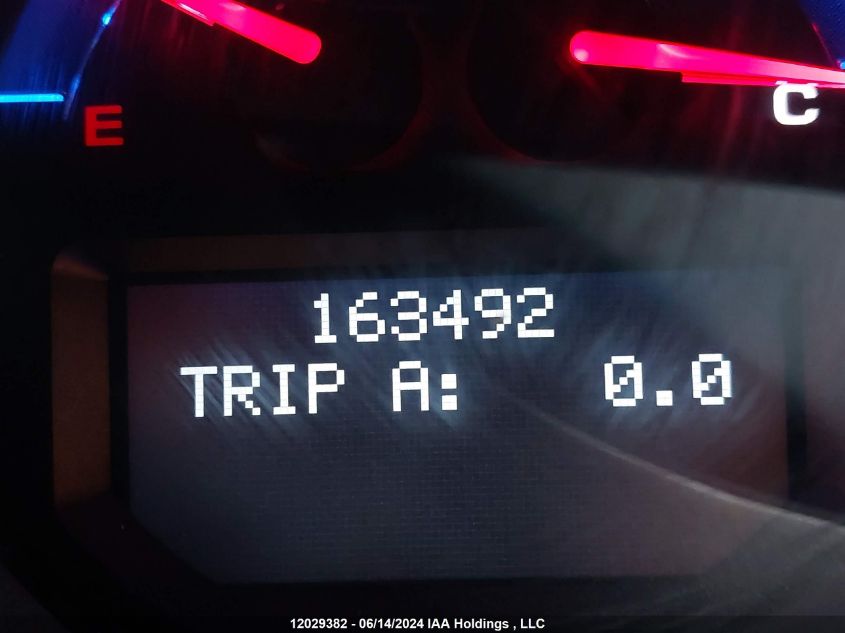 E
C
163492
TRIP A: 0.0
12029382 - 06/14/2024 IAA Holdings , LLC